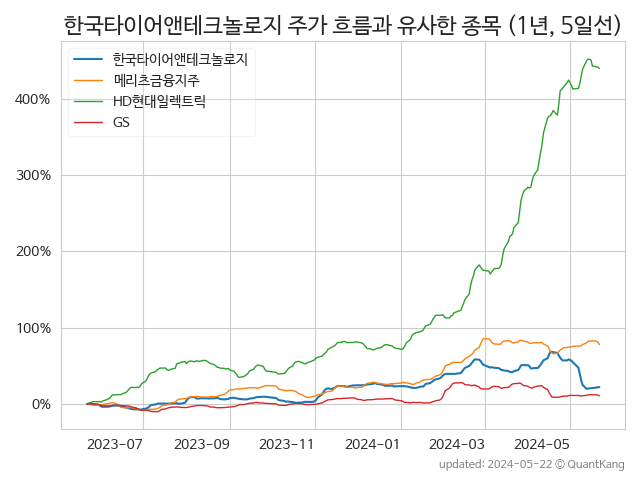 한국타이어앤테크놀로지 주가 흐름과 유사한 종목 (1년, 5일선)
한국타이어앤테크놀로지
메리츠금융지주
HD현대일렉트릭
GS
400%
300%
200%
100%
0%
2023-07 2023-09 2023-11 2024-01 2024-03 2024-05
updated: 2024-05-22 © QuantKang